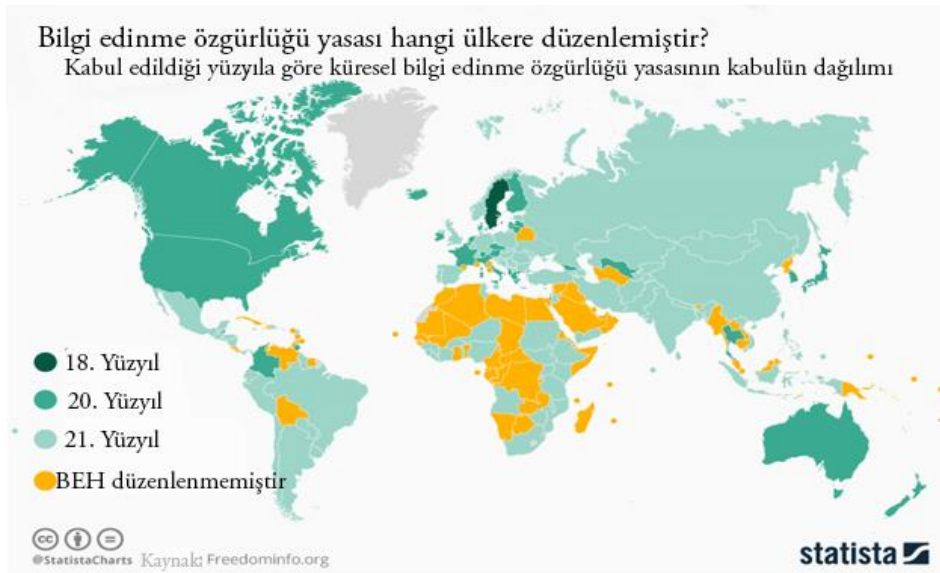 Bilgi edinme özgürlüğü yasası hangi ülkere düzenlemiştir?
Kabul edildiği yüzyıla göre küresel bilgi edinme özgürlüğü yasasının kabulün dağılımı
18. Yüzyıl
20. Yüzyıl
21. Yüzyıl
BEH düzenlenmemiştir
cc
@StatistaCharts Kaynak: Freedominfo.org
statista